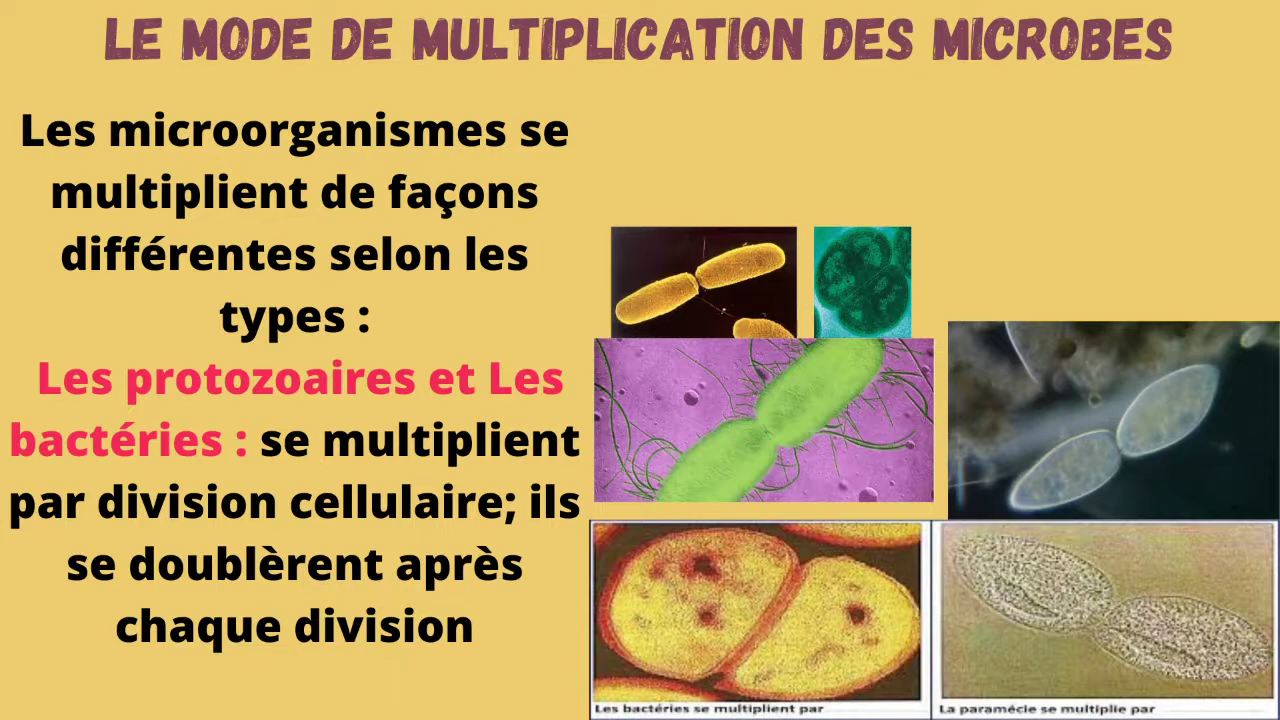 LE MODE DE MULTIPLICATION DES MICROBES
Les microorganismes se
multiplient de façons
différentes selon les
types :
Les protozoaires et Les
bactéries : se multiplient
par division cellulaire; ils
se doublèrent après
chaque division
Les bactéries se multiplient par
La paramécie se multiplie par